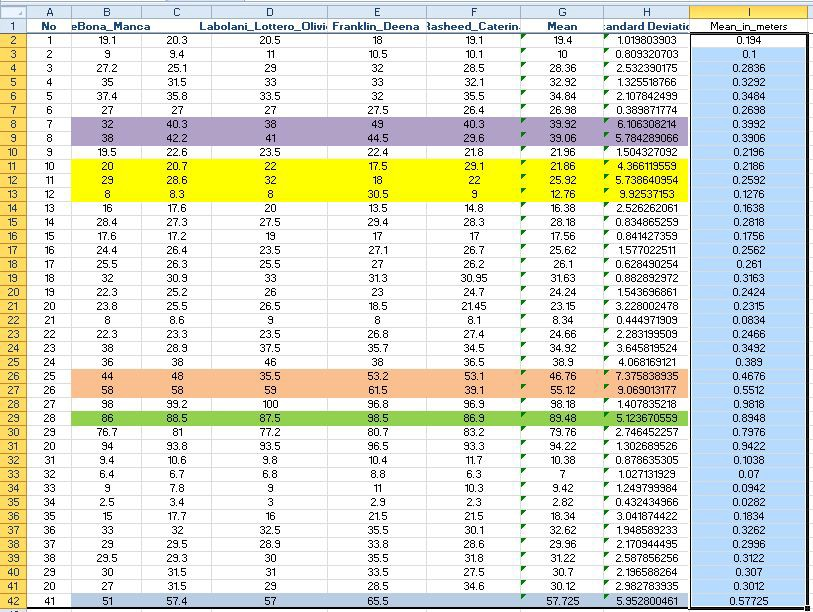 A B C D E F G H I
1 No eBona_Manca Labolani_Lottero_Olivi Franklin_Deena Rasheed_Caterin Mean andard Deviatio Mean_in_meters
2 1 19.1 20.3 20.5 18 19.1 19.4 1.019803903 0.194
3 2 9 9.4 11 10.5 10.1 10 0.809320703 0.1
4 3 27.2 25.1 29 32 28.5 28.36 2.532390175 0.2836
5 4 35 31.5 33 33 32.1 32.92 1.325518766 0.3292
6 5 37.4 35.8 33.5 32 35.5 34.84 2.107842499 0.3484
7 6 27 27 27 27.5 26.4 26.98 0.389871774 0.2698
8 7 32 40.3 38 49 40.3 39.92 6.106308214 0.3992
9 8 38 42.2 41 44.5 29.6 39.06 5.784289066 0.3906
10 9 19.5 22.6 23.5 22.4 21.8 21.96 1.504327092 0.2196
11 10 20 20.7 22 17.5 29.1 21.86 4.366119559 0.2186
12 11 29 28.6 32 18 22 25.92 5.738640954 0.2592
13 12 8 8.3 8 30.5 9 12.76 9.92537153 0.1276
14 13 16 17.6 20 13.5 14.8 16.38 2.526262061 0.1638
15 14 28.4 27.3 27.5 29.4 28.3 28.18 0.834865259 0.2818
16 15 17.6 17.2 19 17 17 17.56 0.841427359 0.1756
17 16 24.4 26.4 23.5 27.1 26.7 25.62 1.577022511 0.2562
18 17 25.5 26.3 25.5 27 26.2 26.1 0.628490254 0.261
19 18 32 30.9 33 31.3 30.95 31.63 0.882892972 0.3163
20 19 22.3 25.2 26 23 24.7 24.24 1.543696861 0.2424
21 20 23.8 25.5 26.5 18.5 21.45 23.15 3.228002478 0.2315
22 21 8 8.6 9 8 8.1 8.34 0.444971909 0.0834
23 22 22.3 23.3 23.5 26.8 27.4 24.66 2.283199509 0.2466
24 23 38 28.9 37.5 35.7 34.5 34.92 3.645819524 0.3492
25 24 36 38 46 38 36.5 38.9 4.068169121 0.389
26 25 44 48 35.5 53.2 53.1 46.76 7.375838935 0.4676
27 26 58 58 59 61.5 39.1 55.12 9.069013177 0.5512
28 27 98 99.2 100 96.8 96.9 98.18 1.407835218 0.9818
29 28 86 88.5 87.5 98.5 86.9 89.48 5.123670559 0.8948
30 29 76.7 81 77.2 80.7 83.2 79.76 2.746452257 0.7976
31 20 94 93.8 93.5 96.5 93.3 94.22 1.302689526 0.9422
32 31 9.4 10.6 9.8 10.4 11.7 10.38 0.878635305 0.1038
33 32 6.4 6.7 6.8 8.8 6.3 7 1.027131929 0.07
34 33 9 7.8 9 11 10.3 9.42 1.249799984 0.0942
35 34 2.5 3.4 3 2.9 2.3 2.82 0.432434966 0.0282
36 35 15 17.7 16 21.5 21.5 18.34 3.041874422 0.1834
37 36 33 32 32.5 35.5 30.1 32.62 1.948589233 0.3262
38 37 29 29.5 28.9 33.8 28.6 29.96 2.170944495 0.2996
39 38 29.5 29.3 30 35.5 31.8 31.22 2.587856256 0.3122
40 30 30 31.5 31 33.5 27.5 30.7 2.196588264 0.307
41 20 27 31.5 29 28.5 34.6 30.12 2.982783935 0.3012
42 41 51 57.4 57 65.5 57.725 5.952800461 0.57725